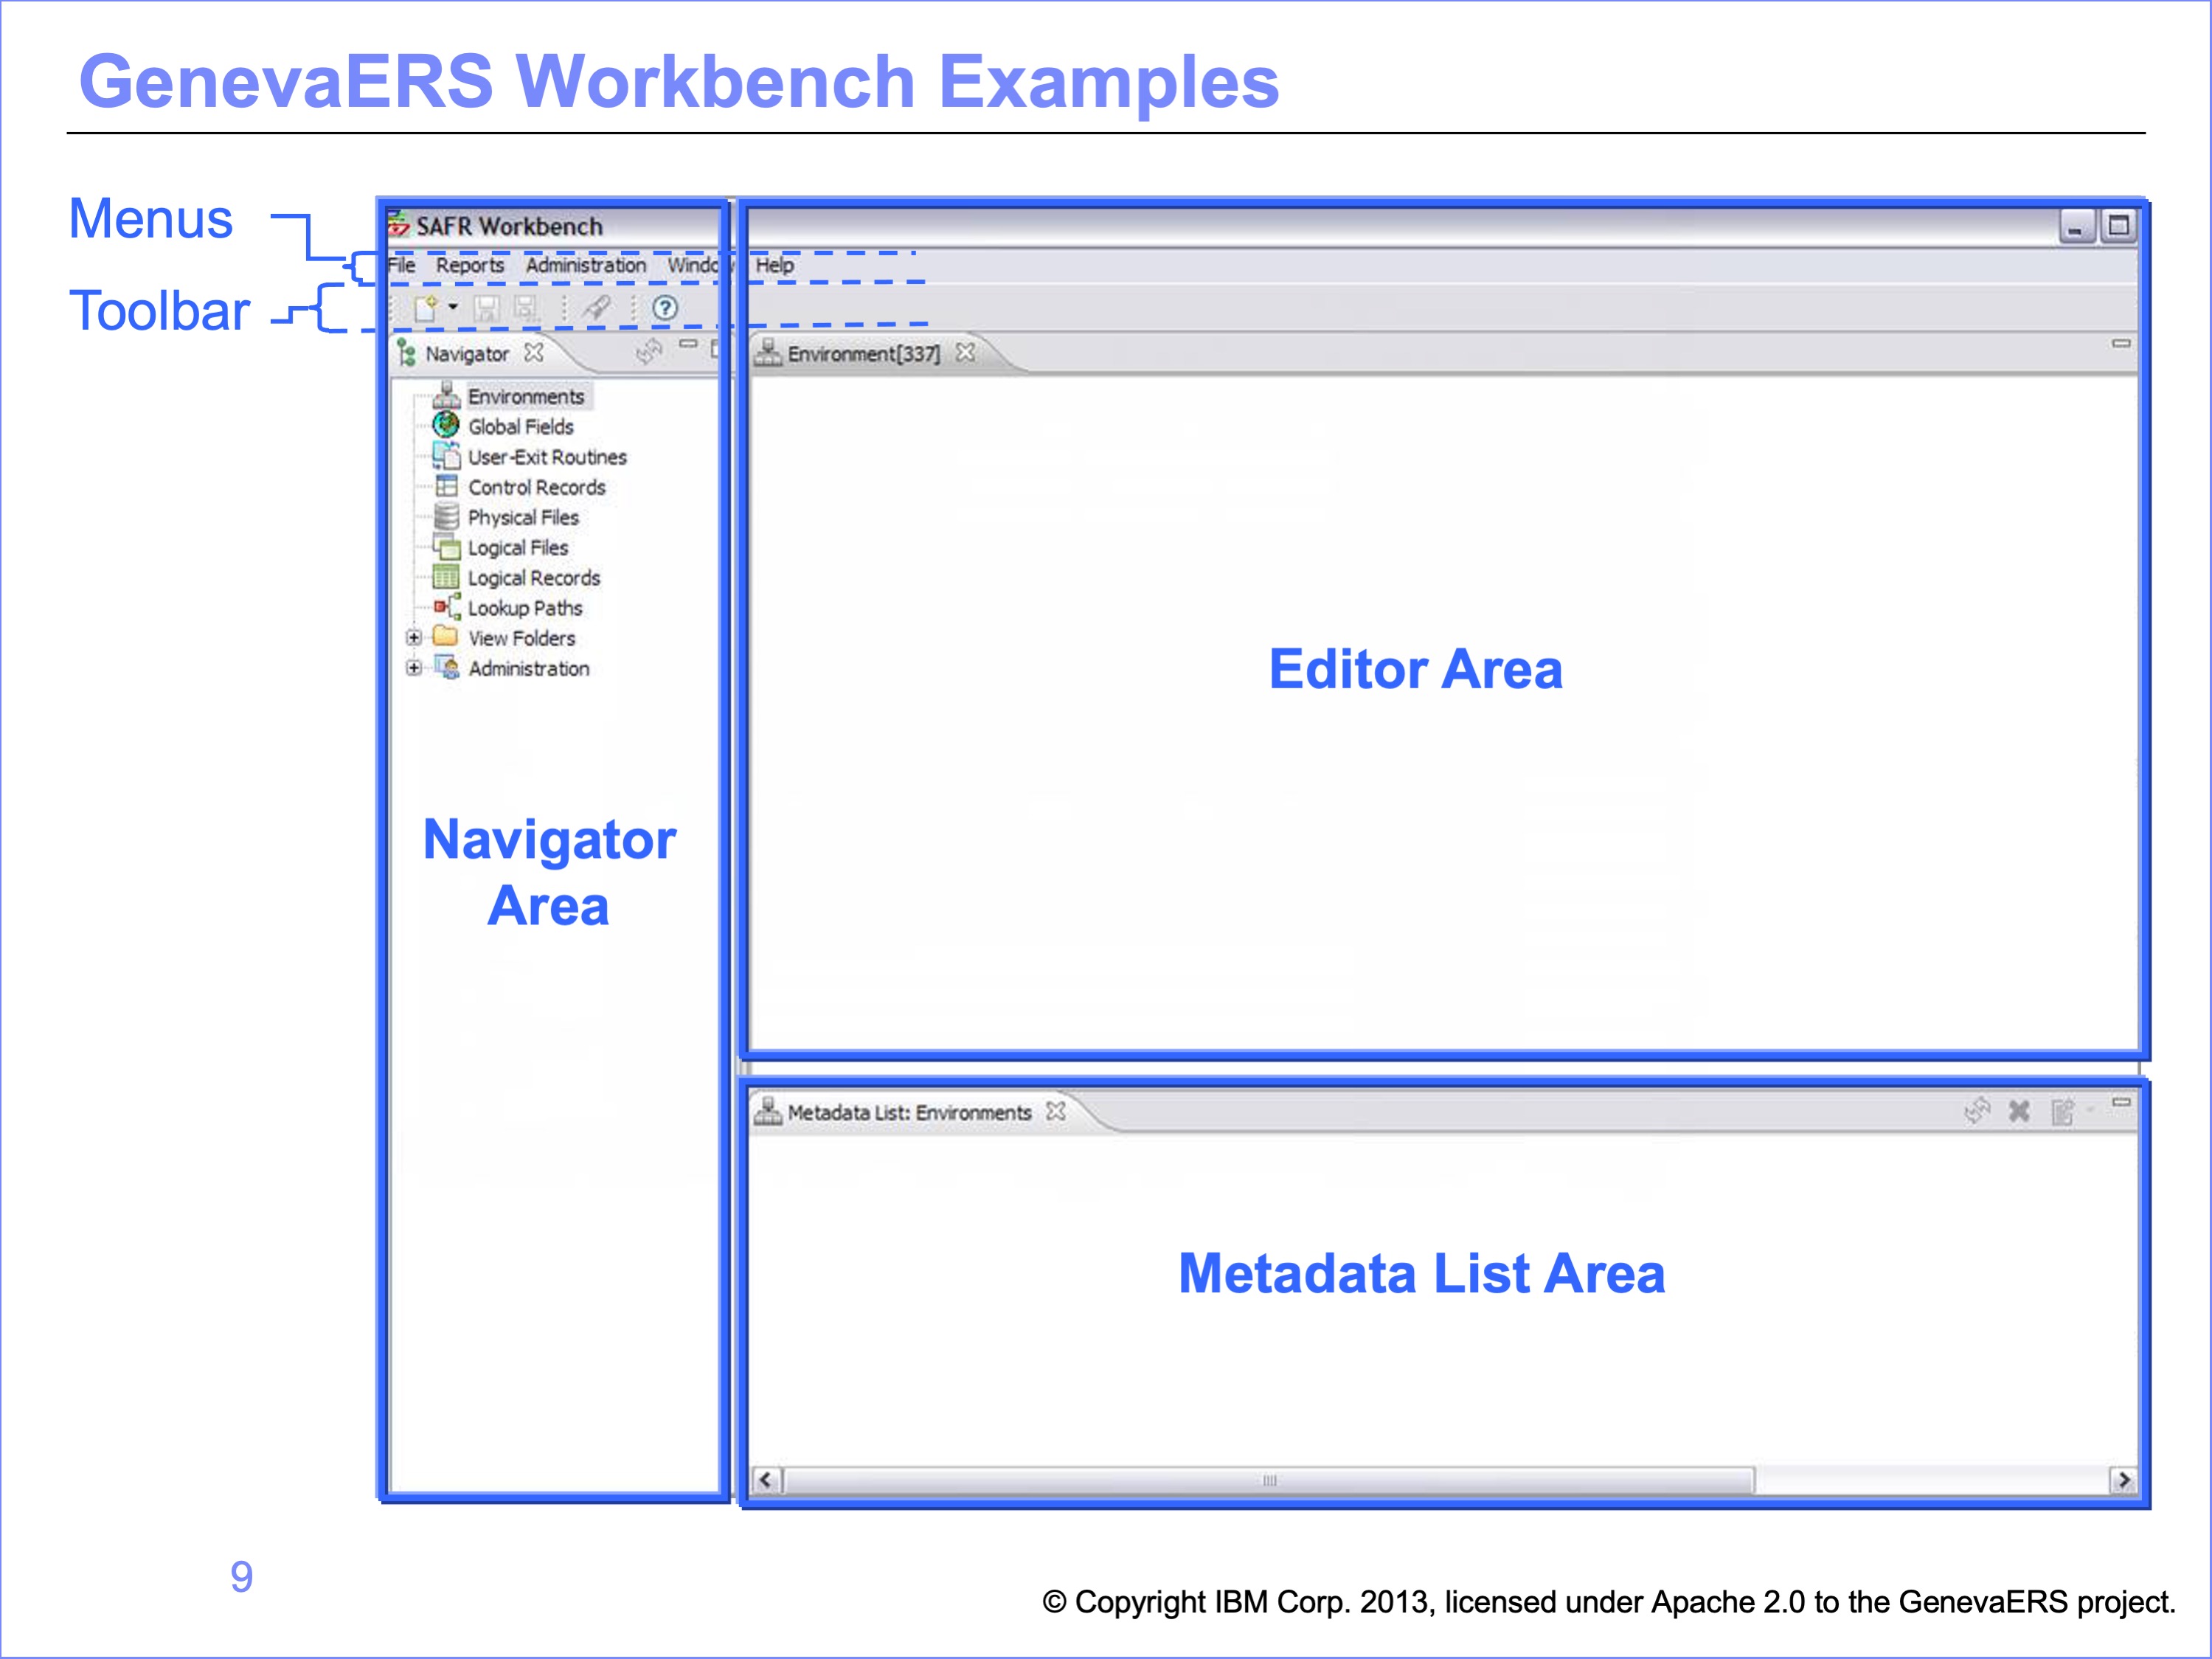 GenevaERS Workbench Examples
Menus
Toolbar
SAFR Workbench
File Reports Administration Window Help
Navigator
Environment[337]
Environments
Global Fields
User-Exit Routines
Control Records
Physical Files
Logical Files
Logical Records
Lookup Paths
View Folders
Administration
Editor Area
Navigator
Area
Metadata List: Environments
Metadata List Area
9
© Copyright IBM Corp. 2013, licensed under Apache 2.0 to the GenevaERS project.